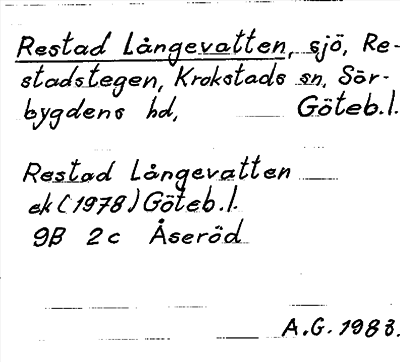 Restad Långevatten, sjö, Re-
stadstegen, Krokstads sn, Sör-
bygdens hd, Göteb.l.
Restad Långevatten
ek (1978) Göteb.l.
9B 2c Åseröd
A.G. 1983.